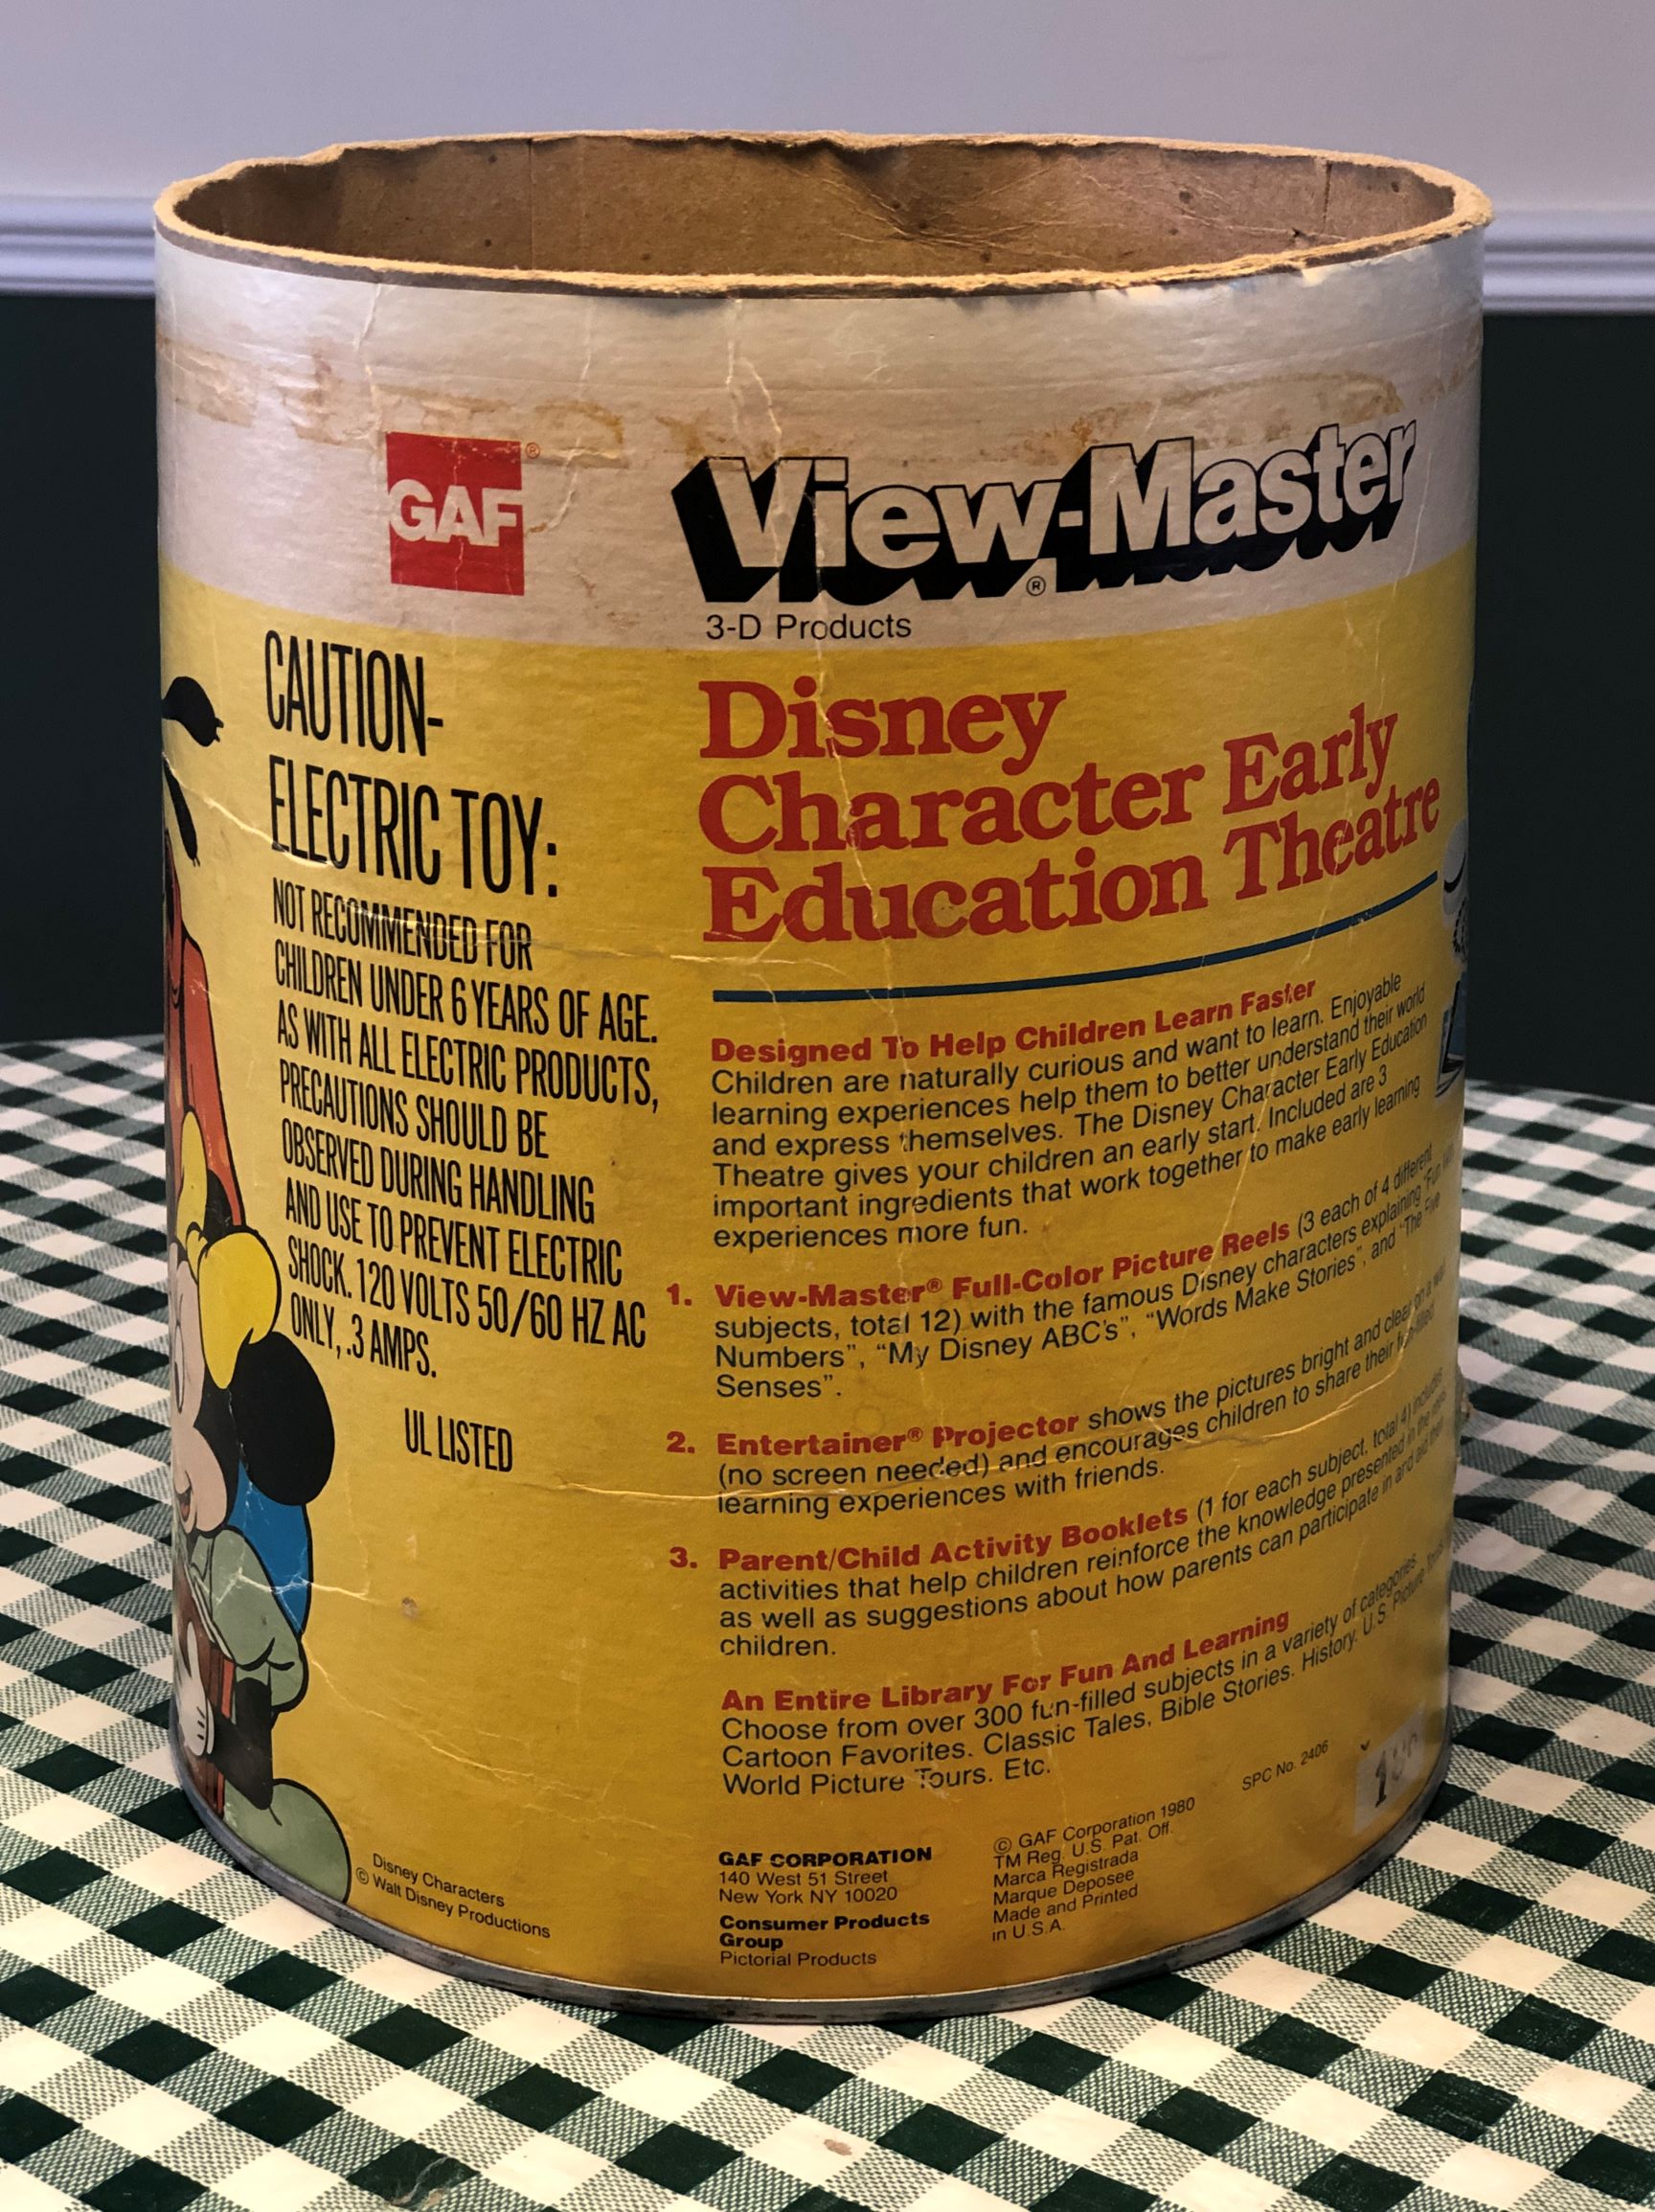 GAF®
View-Master®
3-D Products
CAUTION-
ELECTRIC TOY:
NOT RECOMMENDED FOR
CHILDREN UNDER 6 YEARS OF AGE.
AS WITH ALL ELECTRIC PRODUCTS,
PRECAUTIONS SHOULD BE
OBSERVED DURING HANDLING
AND USE TO PREVENT ELECTRIC
SHOCK. 120 VOLTS 50/60 HZ AC
ONLY, .3 AMPS.
UL LISTED
Disney Characters
© Walt Disney Productions
Disney
Character Early
Education Theatre
Designed To Help Children Learn Faster
Children are naturally curious and want to learn. Enjoyable
learning experiences help them to better understand their world
and express themselves. The Disney Character Early Education
Theatre gives your children an early start. Included are 3
important ingredients that work together to make early learning
experiences more fun.
1. View-Master® Full-Color Picture Reels (3 each of 4 different
subjects, total 12) with the famous Disney characters explaining "Fun With
Numbers", "My Disney ABC's", "Words Make Stories", and "The Five
Senses".
2. Entertainer® Projector shows the pictures bright and clear on a wall
(no screen needed) and encourages children to share their fun-filled
learning experiences with friends.
3. Parent/Child Activity Booklets (1 for each subject, total 4) includes
activities that help children reinforce the knowledge presented in the reels
as well as suggestions about how parents can participate in and aid their
children.
An Entire Library For Fun And Learning
Choose from over 300 fun-filled subjects in a variety of categories.
Cartoon Favorites. Classic Tales, Bible Stories. History. U.S. Picture Tours
World Picture Tours. Etc.
SPC No. 2406
GAF CORPORATION
140 West 51 Street
New York NY 10020
Consumer Products
Group
Pictorial Products
© GAF Corporation 1980
TM Reg. U.S. Pat. Off.
Marca Registrada
Marque Deposee
Made and Printed
in U.S.A.